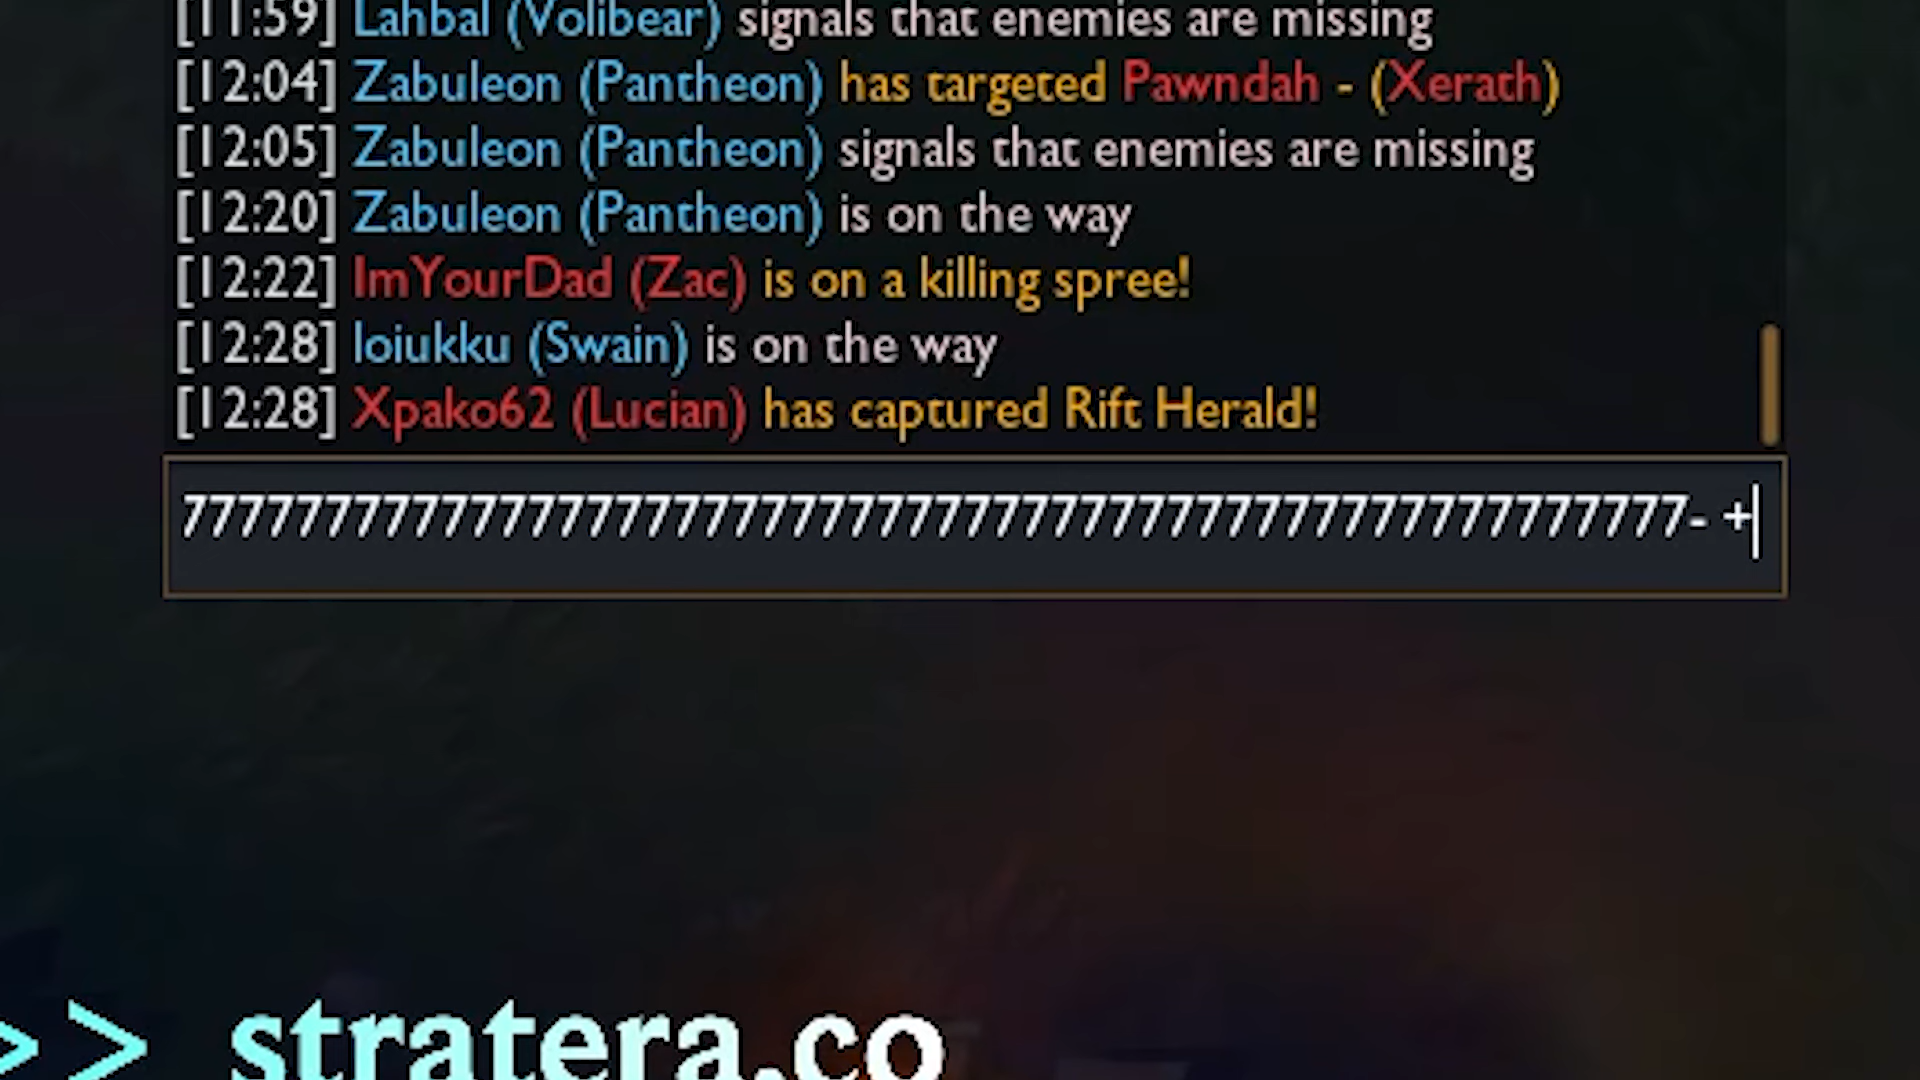 [11:59] Lahbal (Volibear) signals that enemies are missing
[12:04] Zabuleon (Pantheon) has targeted Pawndah - (Xerath)
[12:05] Zabuleon (Pantheon) signals that enemies are missing
[12:20] Zabuleon (Pantheon) is on the way
[12:22] ImYourDad (Zac) is on a killing spree!
[12:28] loiukku (Swain) is on the way
[12:28] Xpako62 (Lucian) has captured Rift Herald!
7777777777777777777777777777777777777777777777777777- +
>> stratera.co